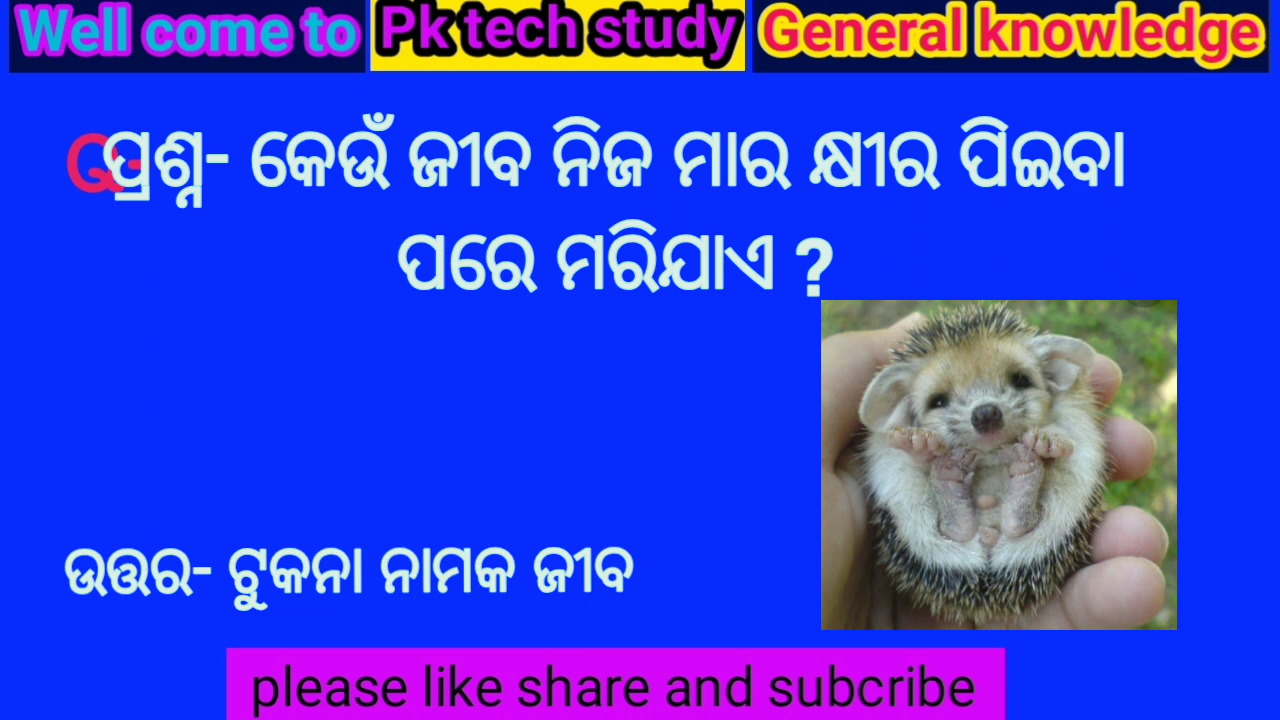 Well come to Pk tech study General knowledge
Q- ପ୍ରଶ୍ନ- କେଉଁ ଜୀବ ନିଜ ମାର କ୍ଷୀର ପିଇବା
ପରେ ମରିଯାଏ ?
ଉତ୍ତର- ଟୁକନା ନାମକ ଜୀବ
please like share and subcribe